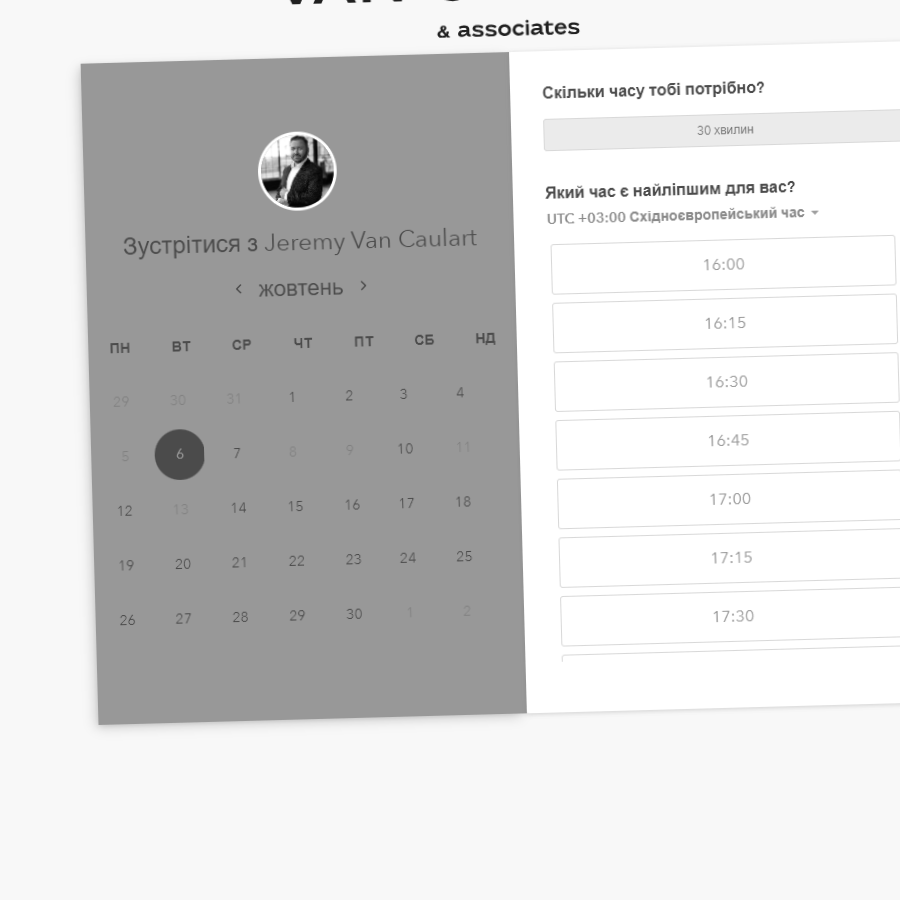 & associates
Зустрітися з Jeremy Van Caulart
< жовтень >
ПН ВТ СР ЧТ ПТ СБ НД
29 30 31 1 2 3 4
5 6 7 8 9 10 11
12 13 14 15 16 17 18
19 20 21 22 23 24 25
26 27 28 29 30 1 2
Скільки часу тобі потрібно?
30 хвилин
Який час є найліпшим для вас?
UTC +03:00 Східноєвропейський час
16:00
16:15
16:30
16:45
17:00
17:15
17:30